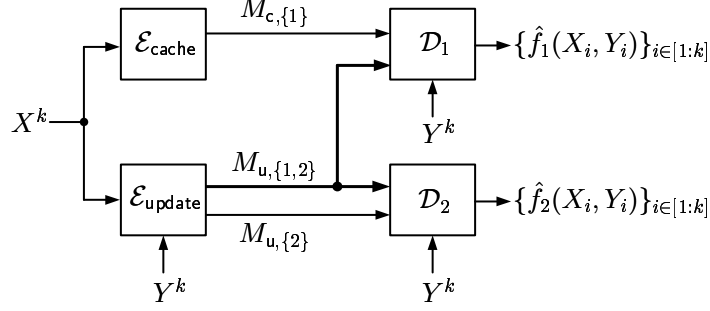 M_{c,{1}}
ℰ_cache
𝒟_1
{f̂_1(X_i, Y_i)}_{i∈[1:k]}
Y^k
X^k
M_{u,{1,2}}
ℰ_update
𝒟_2
{f̂_2(X_i, Y_i)}_{i∈[1:k]}
M_{u,{2}}
Y^k
Y^k